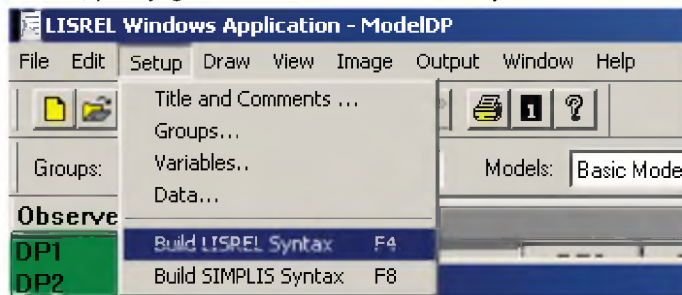 LISREL Windows Application - ModelDP
File Edit Setup Draw View Image Output Window Help
Title and Comments ...
Groups...
Variables..
Data...
Build LISREL Syntax F4
Build SIMPLIS Syntax F8
Groups:
Models: Basic Mode
Observe
DP1
DP2